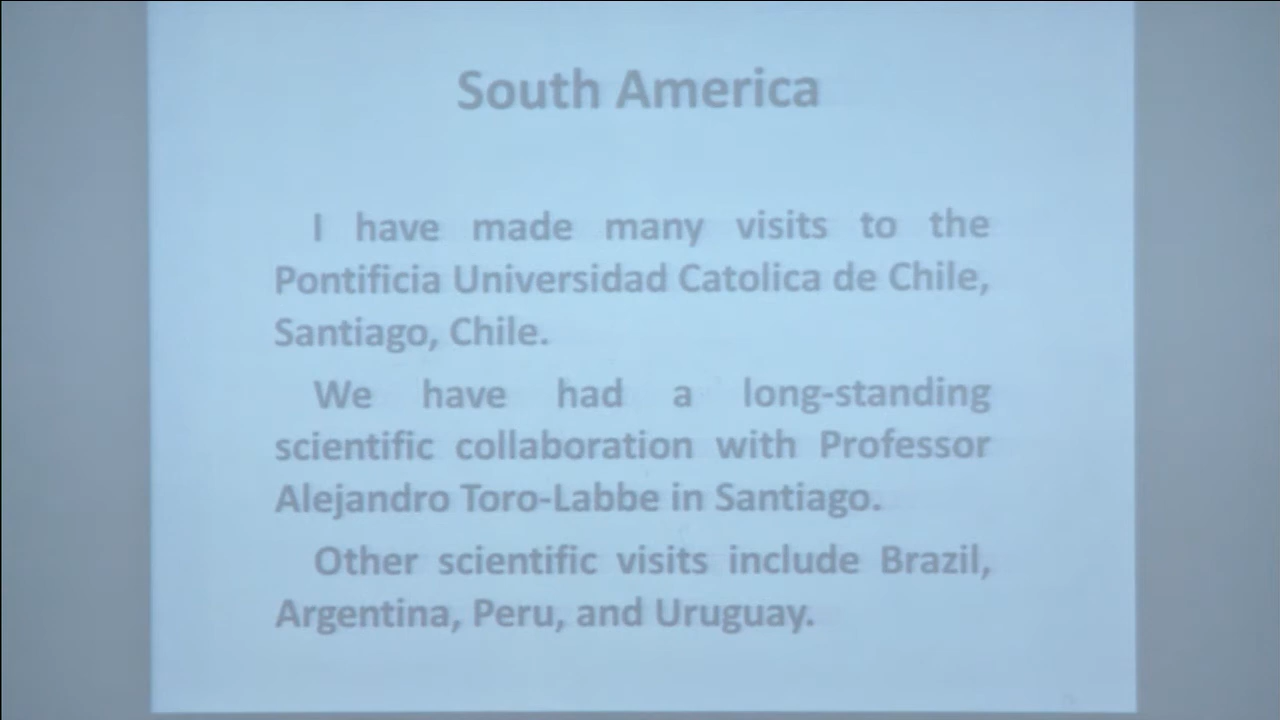 South America
I have made many visits to the
Pontificia Universidad Catolica de Chile,
Santiago, Chile.
We have had a long-standing
scientific collaboration with Professor
Alejandro Toro-Labbe in Santiago.
Other scientific visits include Brazil,
Argentina, Peru, and Uruguay.